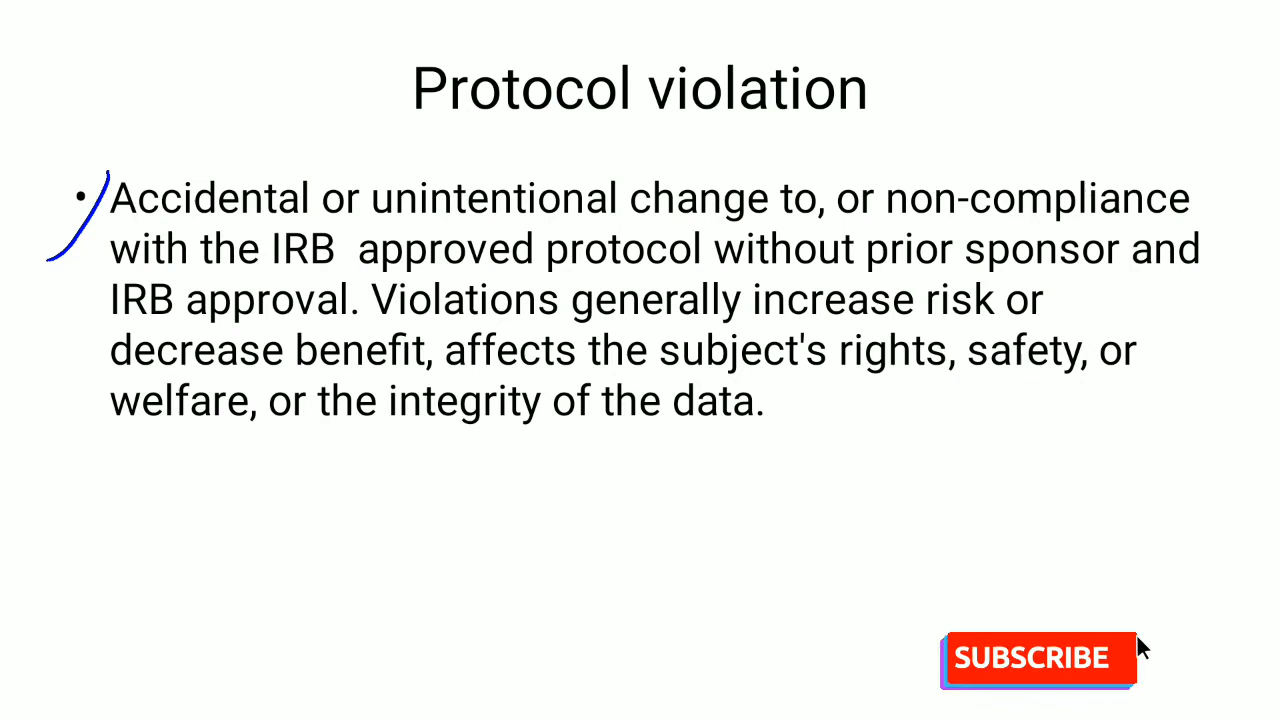 Protocol violation
• Accidental or unintentional change to, or non-compliance
with the IRB  approved protocol without prior sponsor and
IRB approval. Violations generally increase risk or
decrease benefit, affects the subject's rights, safety, or
welfare, or the integrity of the data.
SUBSCRIBE